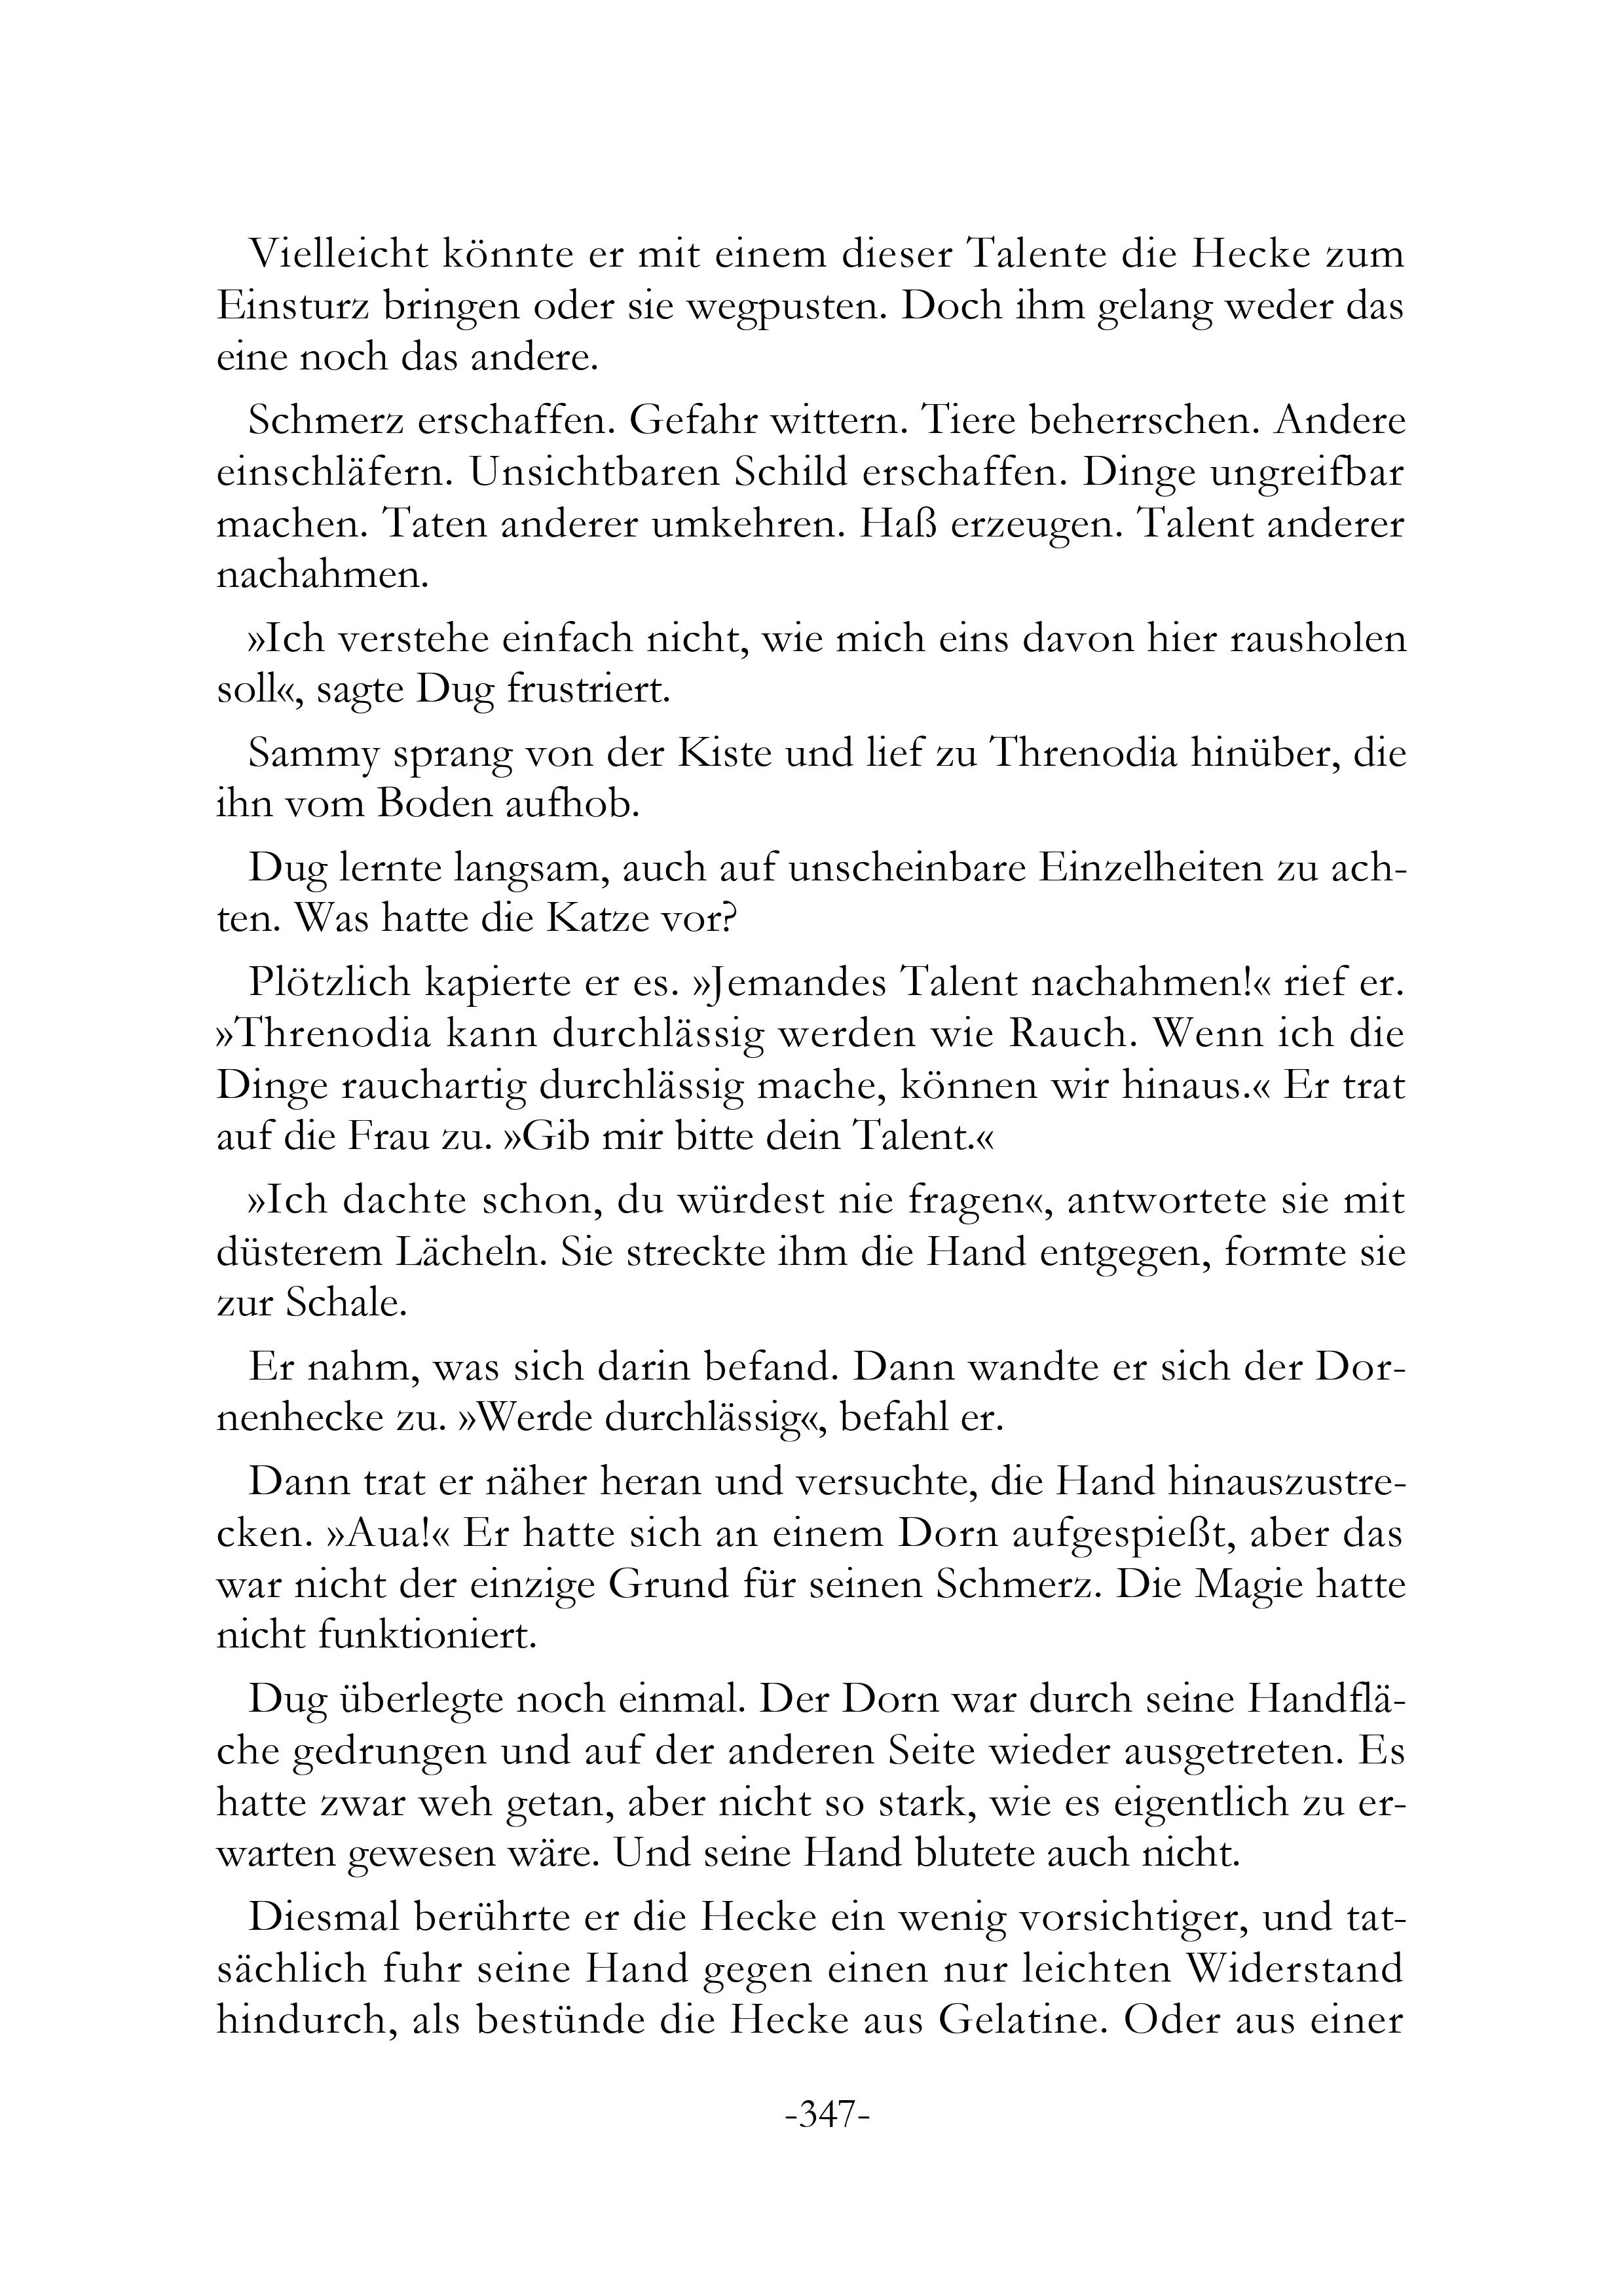 Vielleicht könnte er mit einem dieser Talente die Hecke zum
Einsturz bringen oder sie wegpusten. Doch ihm gelang weder das
eine noch das andere.
Schmerz erschaffen. Gefahr wittern. Tiere beherrschen. Andere
einschläfern. Unsichtbaren Schild erschaffen. Dinge ungreifbar
machen. Taten anderer umkehren. Haß erzeugen. Talent anderer
nachahmen.
»Ich verstehe einfach nicht, wie mich eins davon hier rausholen
soll«, sagte Dug frustriert.
Sammy sprang von der Kiste und lief zu Threnodia hinüber, die
ihn vom Boden aufhob.
Dug lernte langsam, auch auf unscheinbare Einzelheiten zu ach-
ten. Was hatte die Katze vor?
Plötzlich kapierte er es. »Jemandes Talent nachahmen!« rief er.
»Threnodia kann durchlässig werden wie Rauch. Wenn ich die
Dinge rauchartig durchlässig mache, können wir hinaus.« Er trat
auf die Frau zu. »Gib mir bitte dein Talent.«
»Ich dachte schon, du würdest nie fragen«, antwortete sie mit
düsterem Lächeln. Sie streckte ihm die Hand entgegen, formte sie
zur Schale.
Er nahm, was sich darin befand. Dann wandte er sich der Dor-
nenhecke zu. »Werde durchlässig«, befahl er.
Dann trat er näher heran und versuchte, die Hand hinauszustre-
cken. »Aua!« Er hatte sich an einem Dorn aufgespießt, aber das
war nicht der einzige Grund für seinen Schmerz. Die Magie hatte
nicht funktioniert.
Dug überlegte noch einmal. Der Dorn war durch seine Handflä-
che gedrungen und auf der anderen Seite wieder ausgetreten. Es
hatte zwar weh getan, aber nicht so stark, wie es eigentlich zu er-
warten gewesen wäre. Und seine Hand blutete auch nicht.
Diesmal berührte er die Hecke ein wenig vorsichtiger, und tat-
sächlich fuhr seine Hand gegen einen nur leichten Widerstand
hindurch, als bestünde die Hecke aus Gelatine. Oder aus einer
-347-